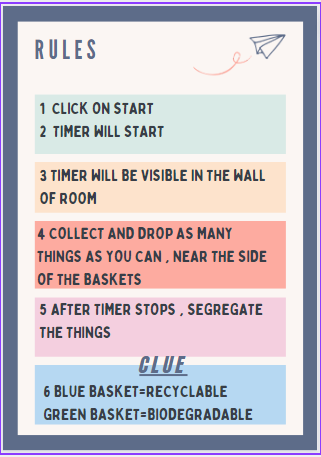 RULES
1 CLICK ON START
2 TIMER WILL START
3 TIMER WILL BE VISIBLE IN THE WALL
OF ROOM
4 COLLECT AND DROP AS MANY
THINGS AS YOU CAN , NEAR THE SIDE
OF THE BASKETS
5 AFTER TIMER STOPS , SEGREGATE
THE THINGS
CLUE
6 BLUE BASKET=RECYCLABLE
GREEN BASKET=BIODEGRADABLE